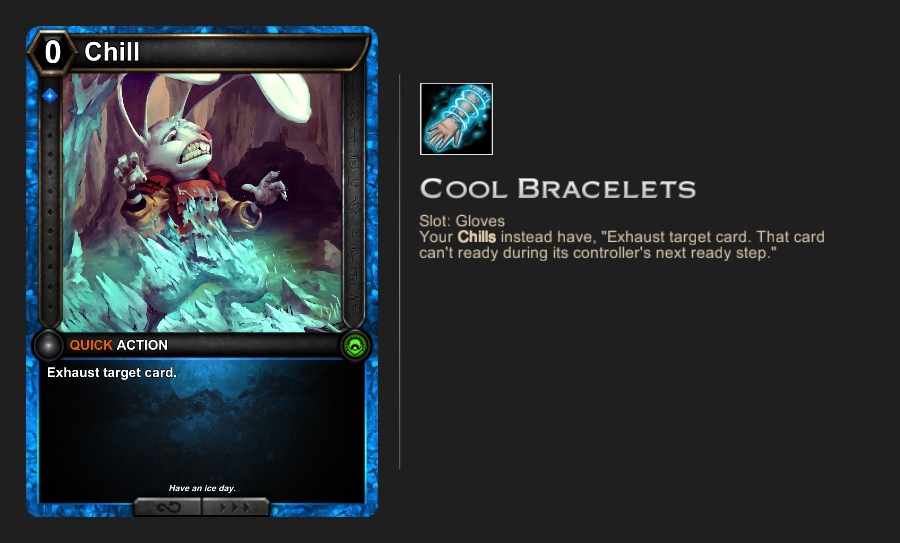 0 Chill
QUICK ACTION
Exhaust target card.
Have an ice day.
COOL BRACELETS
Slot: Gloves
Your Chills instead have, "Exhaust target card. That card
can't ready during its controller's next ready step."